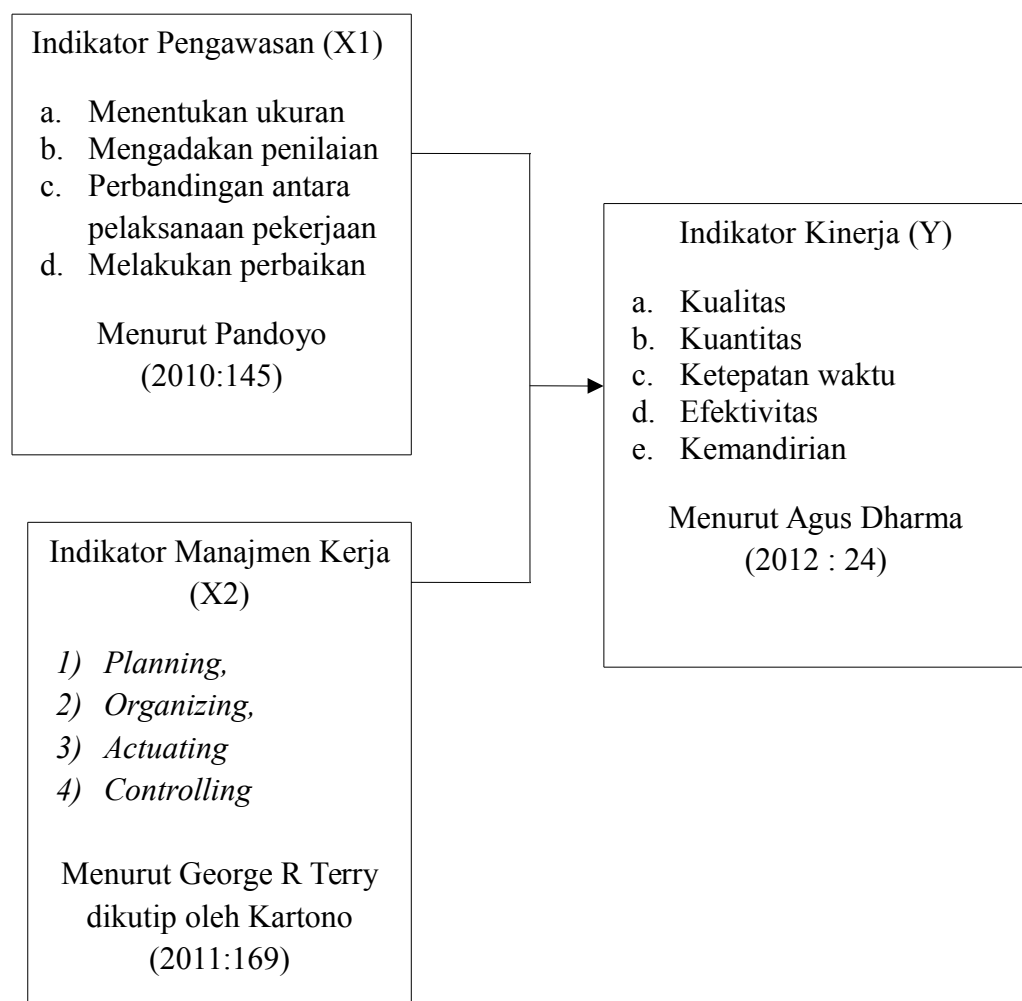 Indikator Pengawasan (X1)
a. Menentukan ukuran
b. Mengadakan penilaian
c. Perbandingan antara
pelaksanaan pekerjaan
d. Melakukan perbaikan
Menurut Pandoyo
(2010:145)
Indikator Manajmen Kerja
(X2)
1) Planning,
2) Organizing,
3) Actuating
4) Controlling
Menurut George R Terry
dikutip oleh Kartono
(2011:169)
Indikator Kinerja (Y)
a. Kualitas
b. Kuantitas
c. Ketepatan waktu
d. Efektivitas
e. Kemandirian
Menurut Agus Dharma
(2012 : 24)